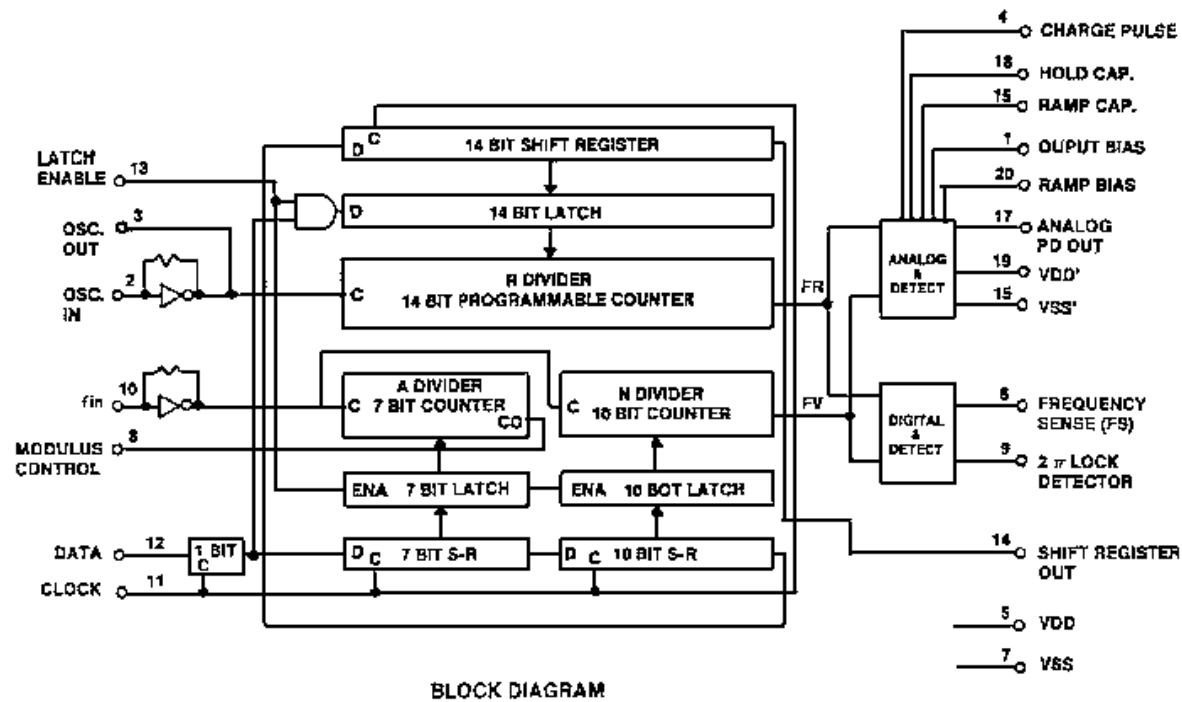 4
CHARGE PULSE
18
HOLD CAP.
15
RAMP CAP.
1
OUPUT BIAS
20
RAMP BIAS
17
ANALOG
PD OUT
19
VDD'
15
VSS'
LATCH
ENABLE
13
OSC.
OUT
3
OSC.
IN
2
D C
14 BIT SHIFT REGISTER
D
14 BIT LATCH
C
R DIVIDER
14 BIT PROGRAMMABLE COUNTER
FR
ANALOG
&
DETECT
fin
10
MODULUS
CONTROL
8
C
A DIVIDER
7 BIT COUNTER
CO
C
N DIVIDER
10 BIT COUNTER
FV
DIGITAL
&
DETECT
6
FREQUENCY
SENSE (FS)
9
2 π LOCK
DETECTOR
ENA 7 BIT LATCH
ENA 10 BOT LATCH
DATA
12
1 BIT
C
D C 7 BIT S-R
D C 10 BIT S-R
14
SHIFT REGISTER
OUT
CLOCK
11
5
VDD
7
VSS
BLOCK DIAGRAM